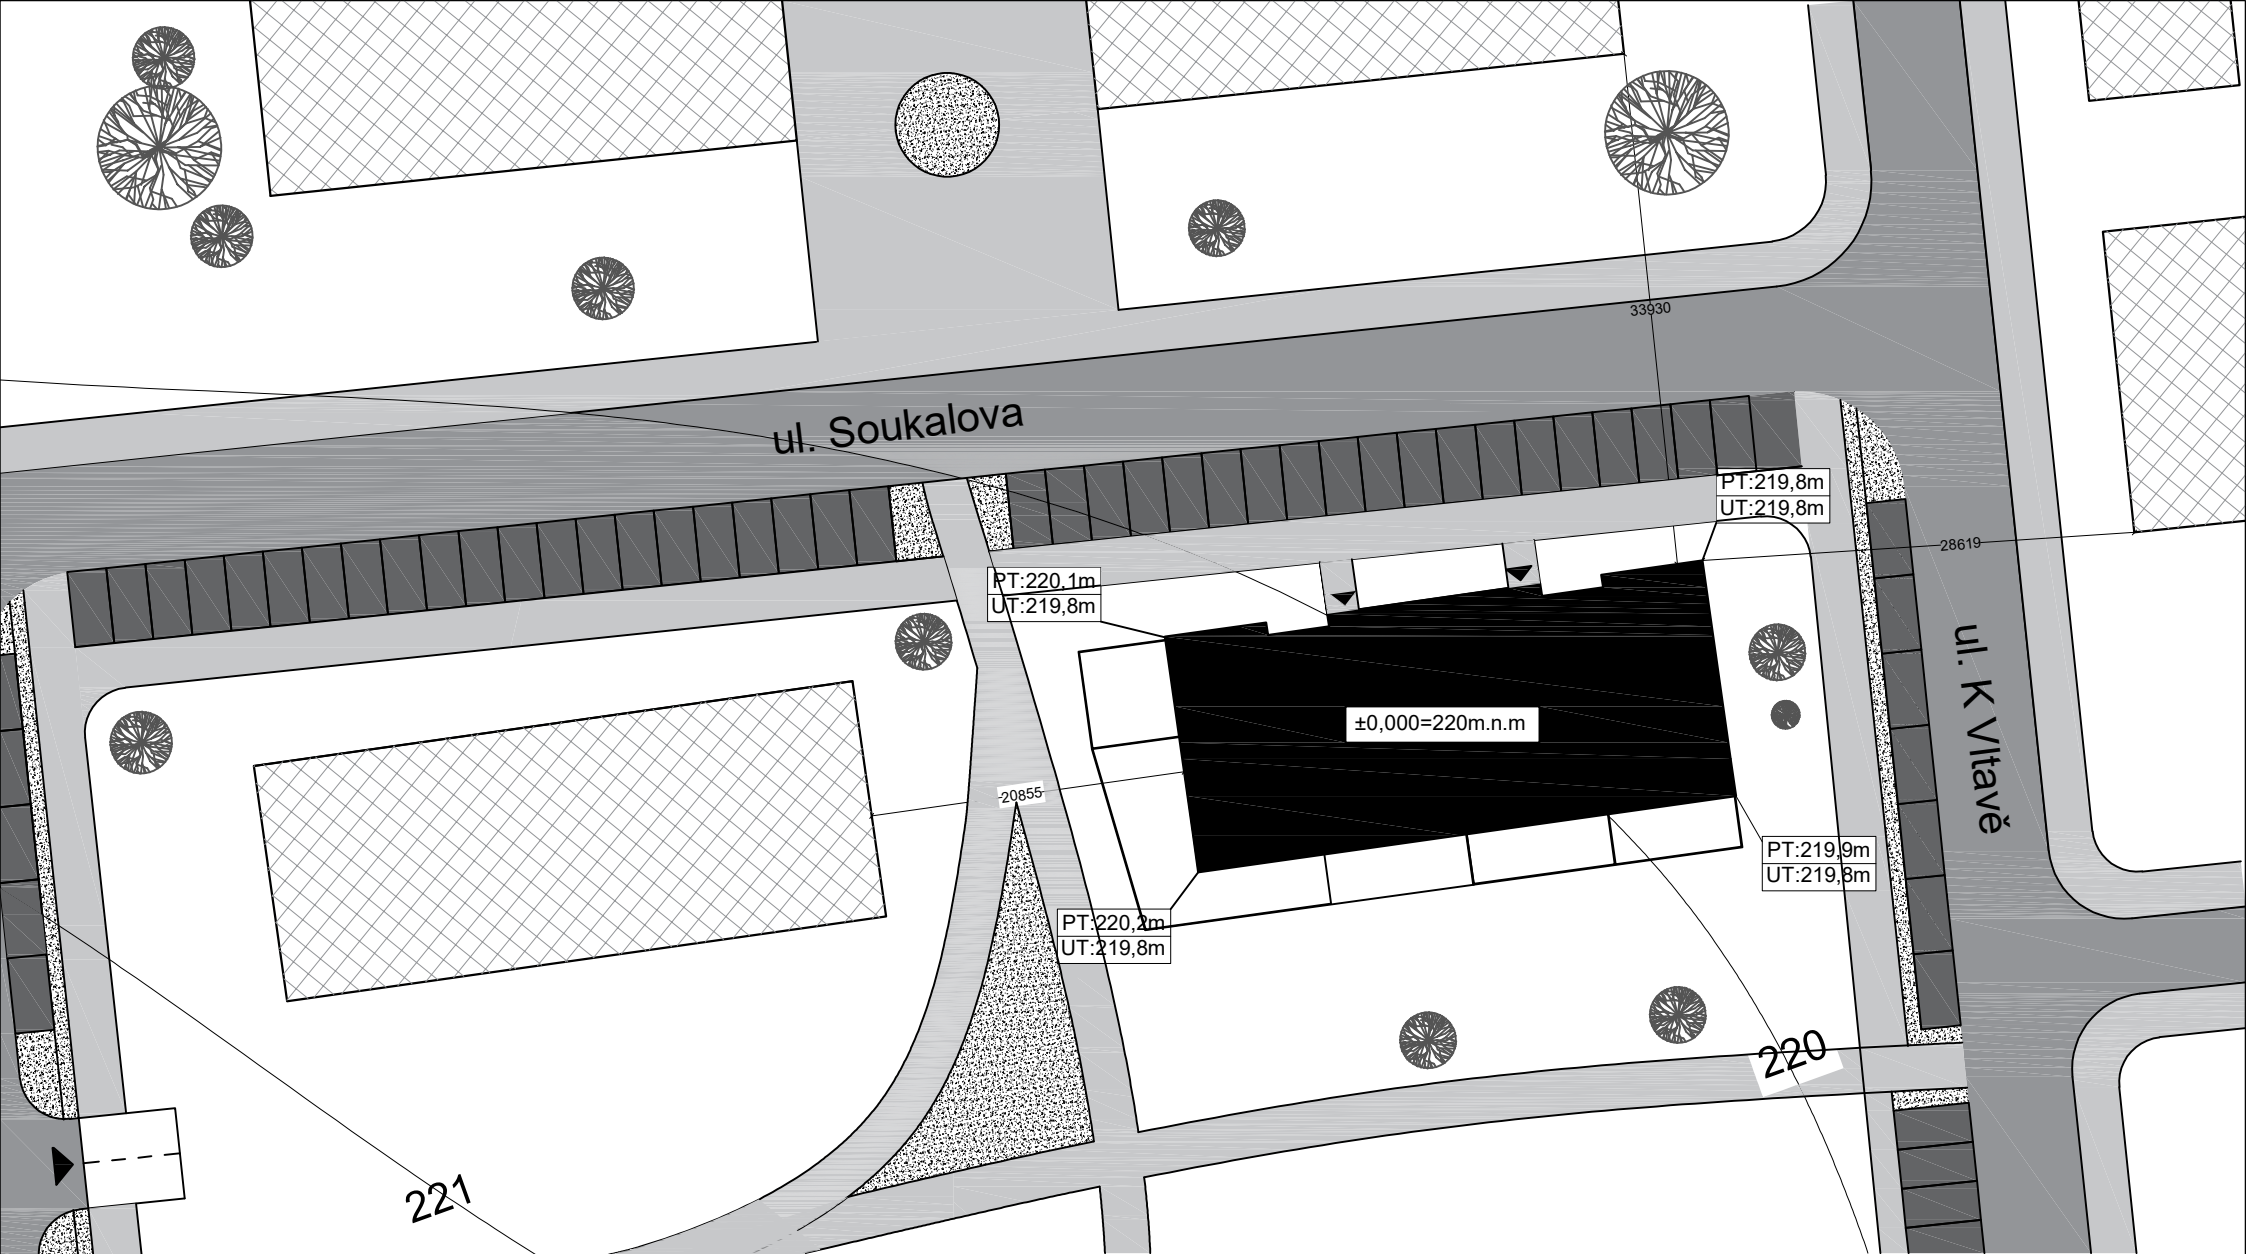 33930
ul. Soukalova
PT:219,8m
UT:219,8m
28619
PT:220,1m
UT:219,8m
ul. K Vltavě
±0,000=220m.n.m
20855
PT:219,9m
UT:219,8m
PT:220,2m
UT:219,8m
220
221